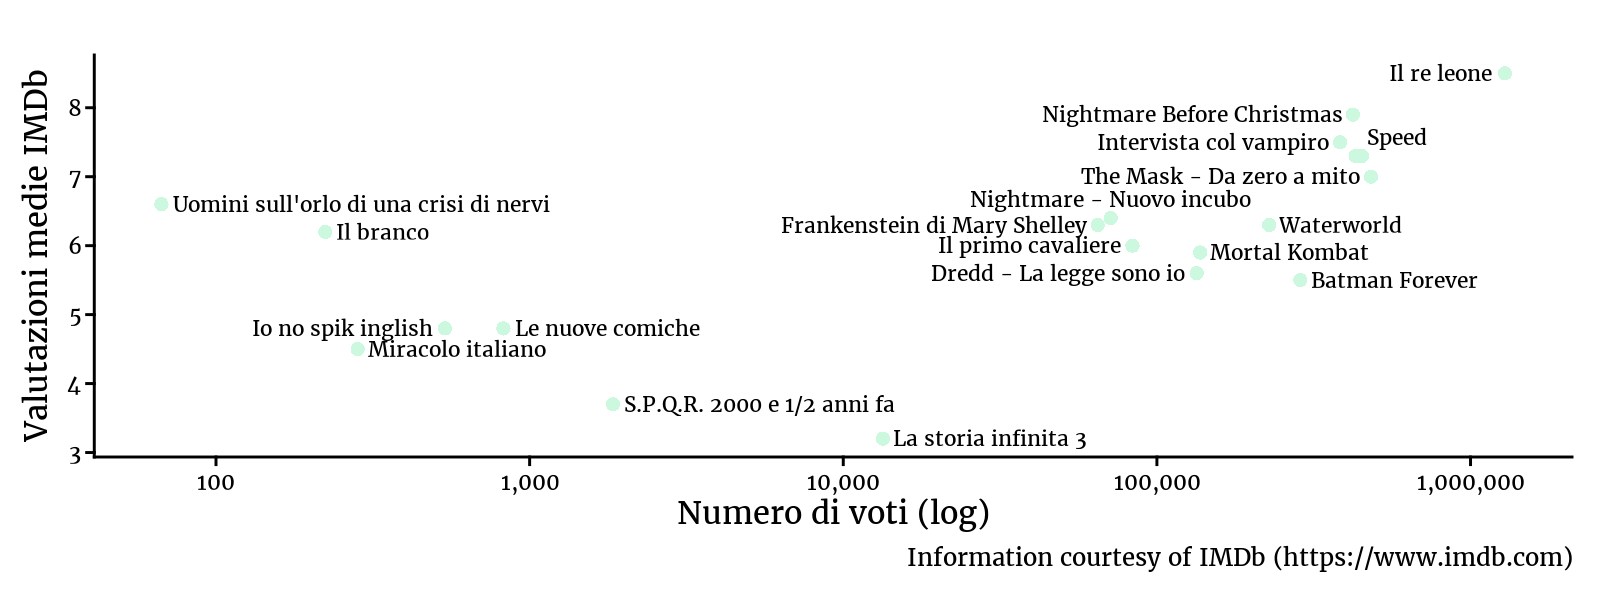 Valutazioni medie IMDb
8
7
6
5
4
3
Il re leone
Nightmare Before Christmas
Speed
Intervista col vampiro
The Mask - Da zero a mito
Nightmare - Nuovo incubo
Uomini sull'orlo di una crisi di nervi
Frankenstein di Mary Shelley
Waterworld
Il branco
Il primo cavaliere
Mortal Kombat
Dredd - La legge sono io
Batman Forever
Io no spik inglish
Le nuove comiche
Miracolo italiano
S.P.Q.R. 2000 e 1/2 anni fa
La storia infinita 3
100
1,000
10,000
100,000
1,000,000
Numero di voti (log)
Information courtesy of IMDb (https://www.imdb.com)